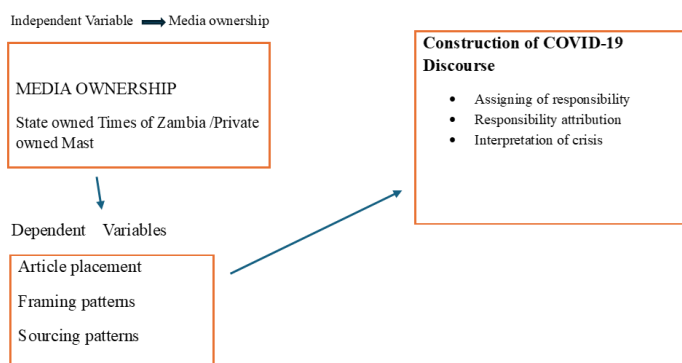 Independent Variable Media ownership
MEDIA OWNERSHIP
State owned Times of Zambia /Private
owned Mast
Dependent Variables
Article placement
Framing patterns
Sourcing patterns
Construction of COVID-19
Discourse
• Assigning of responsibility
• Responsibility attribution
• Interpretation of crisis